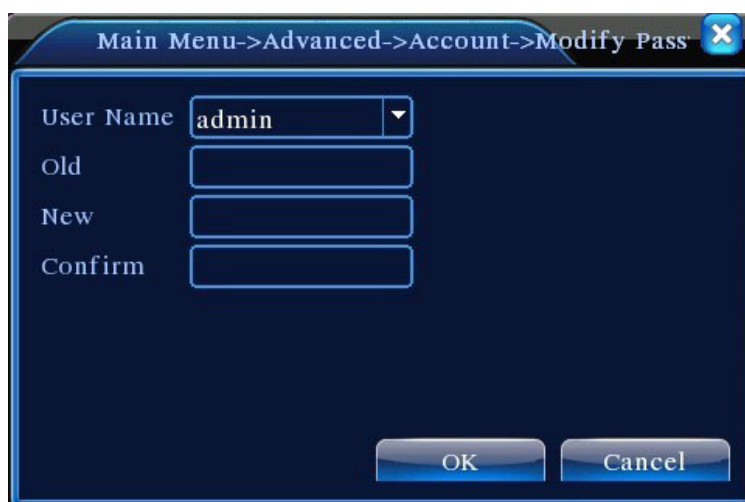 Main Menu->Advanced->Account->Modify Pass
User Name admin
Old
New
Confirm
OK Cancel